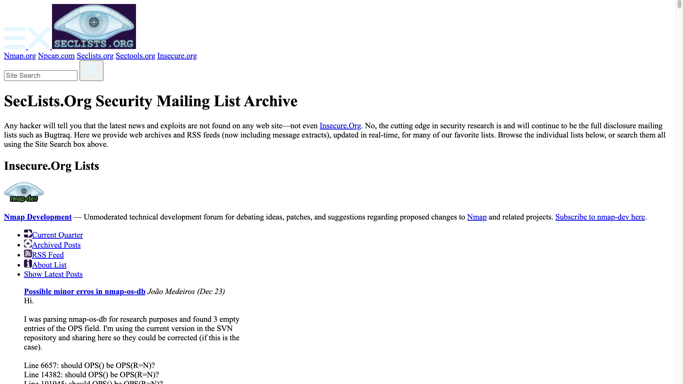 SECLISTS.ORG
Nmap.org Npcap.com Seclists.org Sectools.org Insecure.org
Site Search
SecLists.Org Security Mailing List Archive
Any hacker will tell you that the latest news and exploits are not found on any web site—not even Insecure.Org. No, the cutting edge in security research is and will continue to be the full disclosure mailing
lists such as Bugtraq. Here we provide web archives and RSS feeds (now including message extracts), updated in real-time, for many of our favorite lists. Browse the individual lists below, or search them all
using the Site Search box above.
Insecure.Org Lists
nmap-dev
Nmap Development — Unmoderated technical development forum for debating ideas, patches, and suggestions regarding proposed changes to Nmap and related projects. Subscribe to nmap-dev here.
Current Quarter
Archived Posts
RSS Feed
About List
Show Latest Posts
Possible minor erros in nmap-os-db João Medeiros (Dec 23)
Hi.
I was parsing nmap-os-db for research purposes and found 3 empty
entries of the OPS field. I'm using the current version in the SVN
repository and sharing here so they could be corrected (if this is the
case).
Line 6657: should OPS() be OPS(R=N)?
Line 14382: should OPS() be OPS(R=N)?
Line 101045: should OPS() be OPS(R=N)?